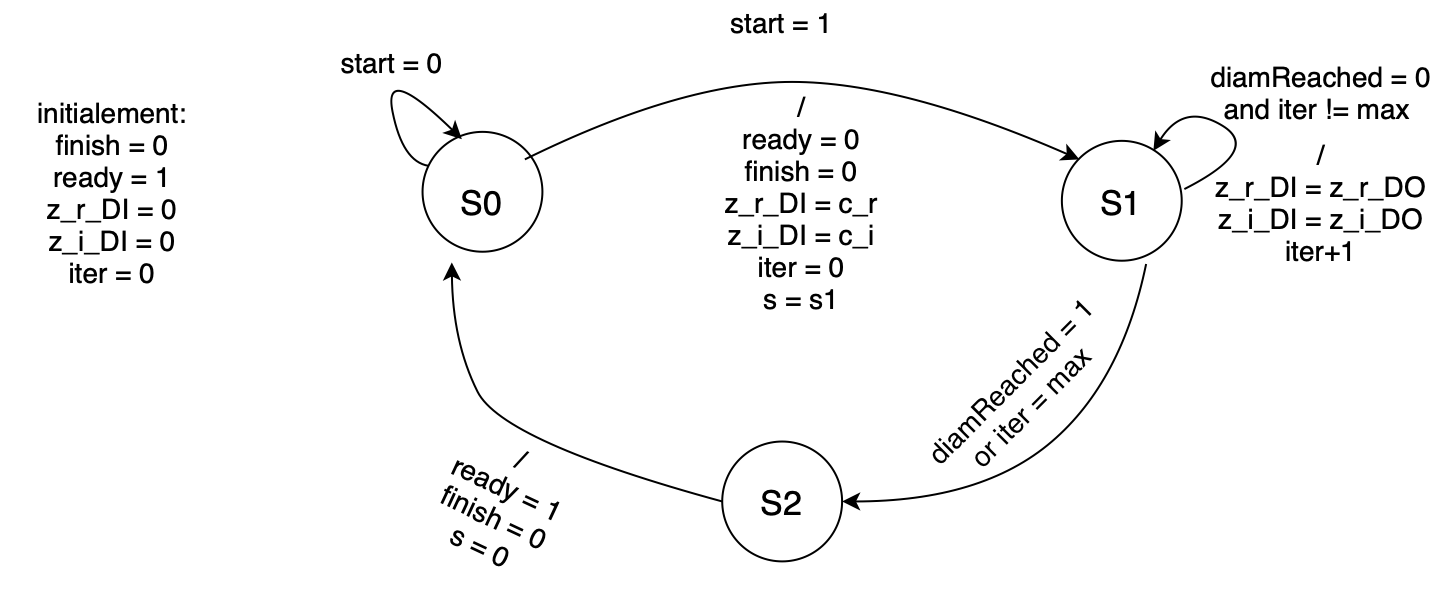 start = 1
start = 0
initialement:
finish = 0
ready = 1
z_r_DI = 0
z_i_DI = 0
iter = 0
S0
/
ready = 0
finish = 0
z_r_DI = c_r
z_i_DI = c_i
iter = 0
s = s1
S1
diamReached = 0
and iter != max
/
z_r_DI = z_r_DO
z_i_DI = z_i_DO
iter+1
diamReached = 1
or iter = max
S2
/
ready = 1
finish = 0
s = 0